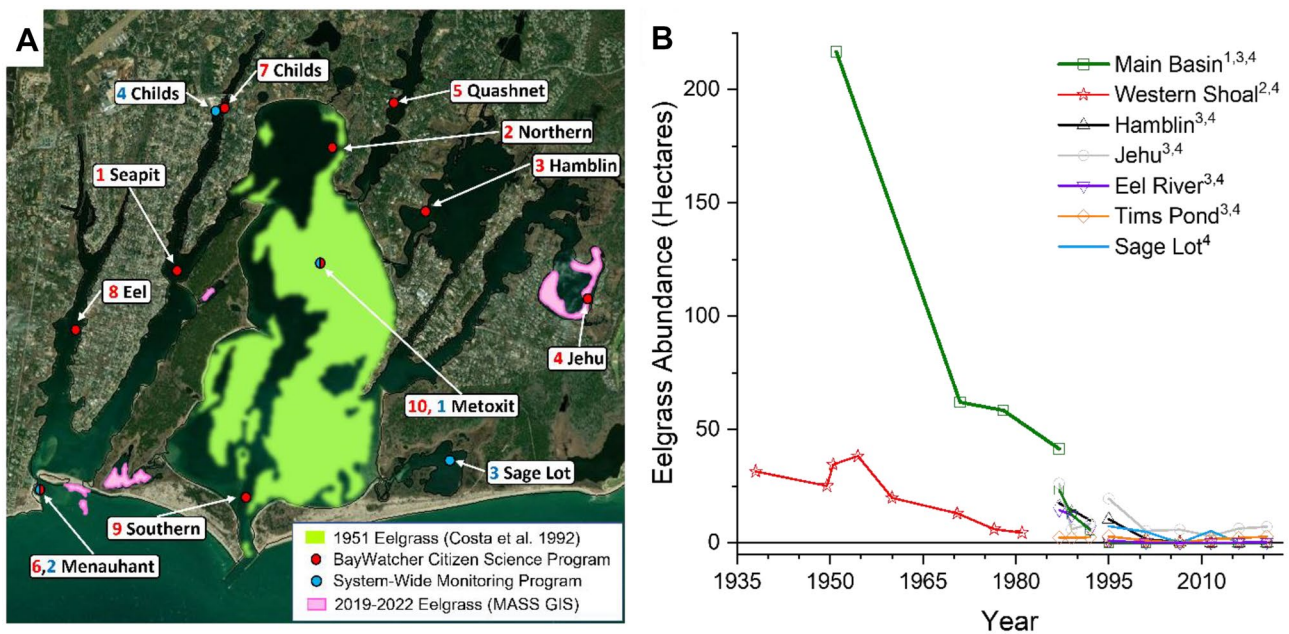 A
7 Childs
4 Childs
5 Quashnet
2 Northern
3 Hamblin
1 Seapit
8 Eel
4 Jehu
10, 1 Metoxit
3 Sage Lot
9 Southern
6,2 Menauhant
1951 Eelgrass (Costa et al. 1992)
BayWatcher Citizen Science Program
System-Wide Monitoring Program
2019-2022 Eelgrass (MASS GIS)
B
Eelgrass Abundance (Hectares)
200
150
100
50
0
Main Basin1,3,4
Western Shoal2,4
Hamblin3,4
Jehu3,4
Eel River3,4
Tims Pond3,4
Sage Lot4
1935 1950 1965 1980 1995 2010
Year